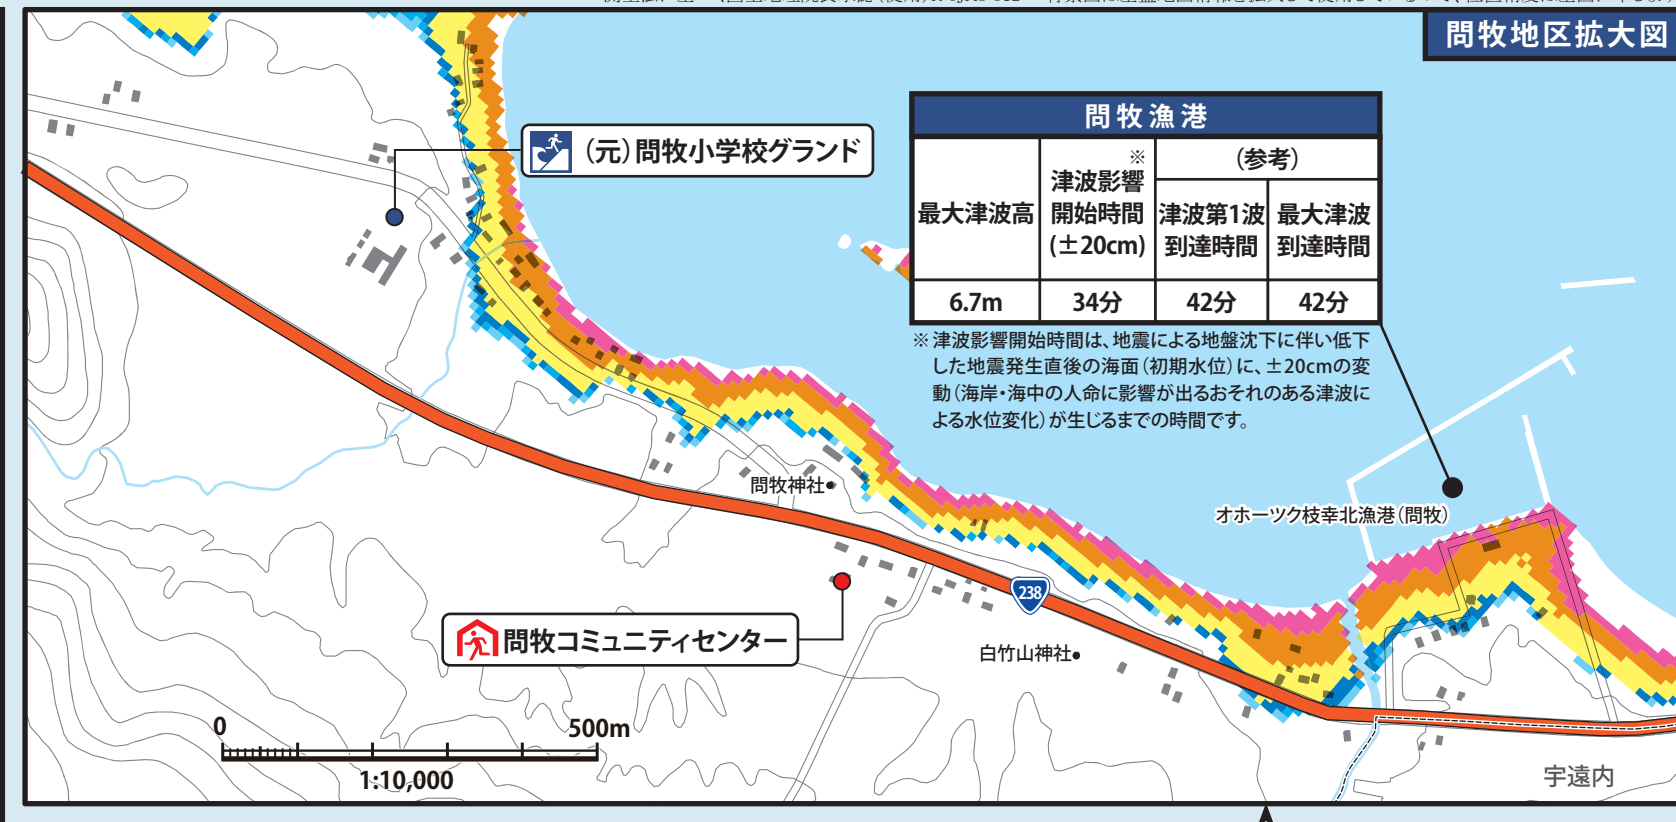 問牧地区拡大図
(元)問牧小学校グランド
問牧漁港
最大津波高
※
津波影響
開始時間
(±20cm)
(参考)
津波第1波
到達時間
最大津波
到達時間
6.7m 34分 42分 42分
※津波影響開始時間は、地震による地盤沈下に伴い低下
した地震発生直後の海面(初期水位)に、±20cmの変
動(海岸・海中の人命に影響が出るおそれのある津波に
よる水位変化)が生じるまでの時間です。
問牧神社
オホーツク枝幸北漁港(問牧)
238
問牧コミュニティセンター
白竹山神社
0 500m
1:10,000
宇遠内